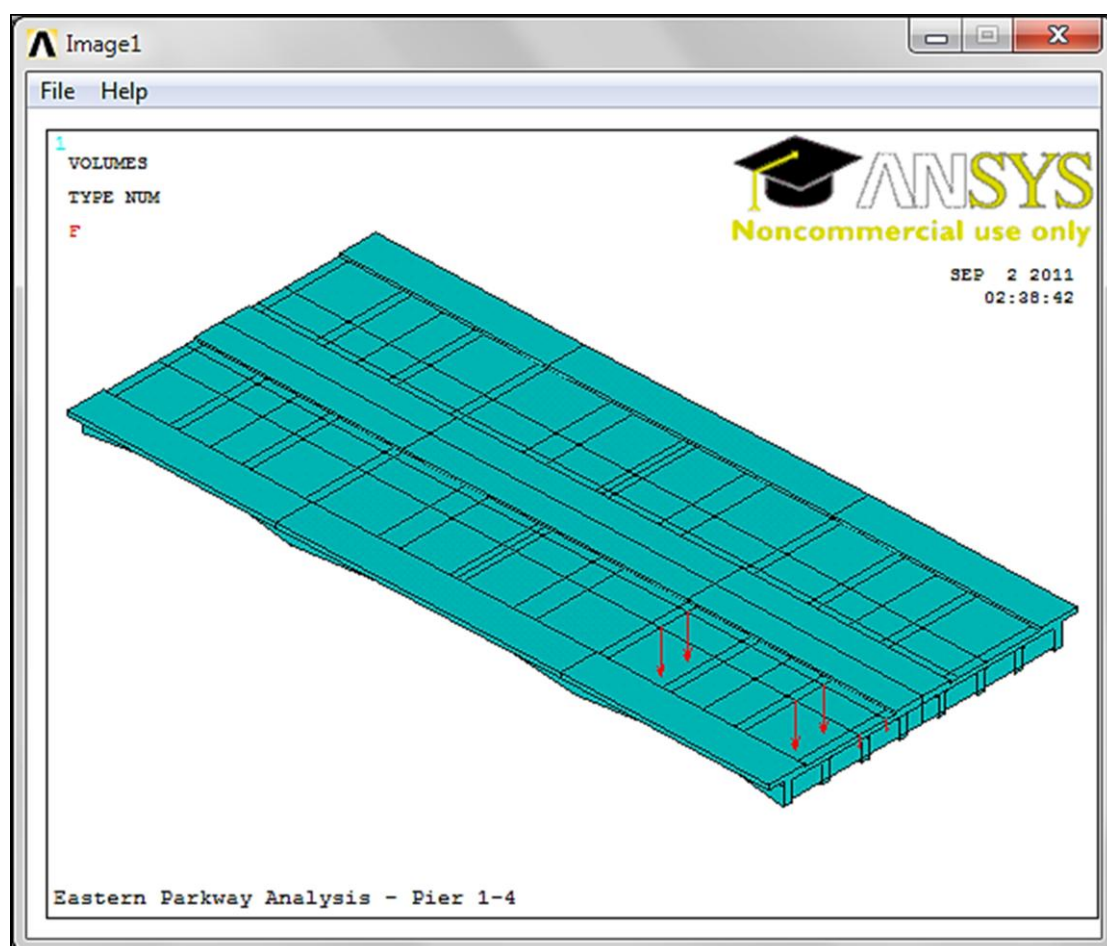 Image1
File Help
1
VOLUMES
TYPE NUM
F
ANSYS
Noncommercial use only
SEP 2 2011
02:38:42
Eastern Parkway Analysis - Pier 1-4